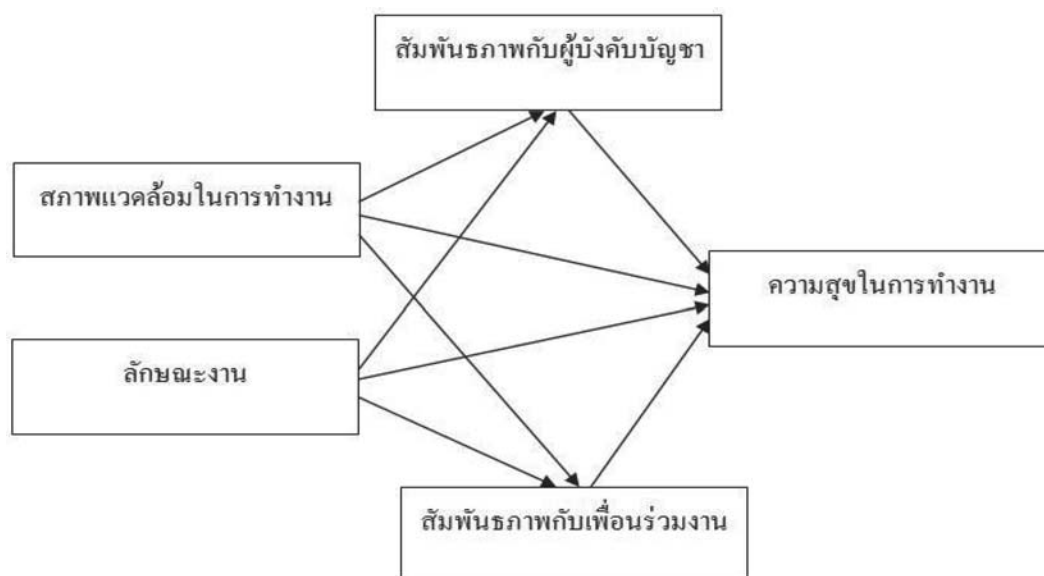 สัมพันธภาพกับผู้บังคับบัญชา
สภาพแวดล้อมในการทำงาน
ความสุขในการทำงาน
ลักษณะงาน
สัมพันธภาพกับเพื่อนร่วมงาน